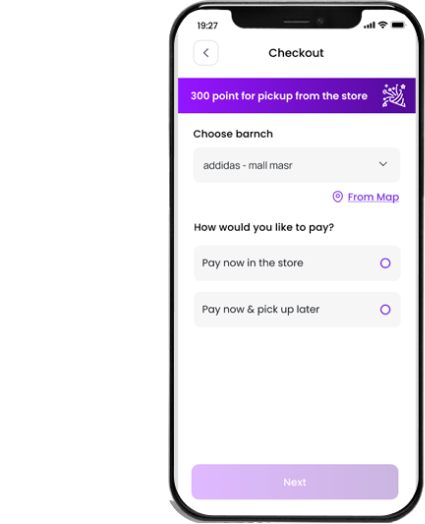 19:27
Checkout
300 point for pickup from the store
Choose barnch
addidas - mall masr
From Map
How would you like to pay?
Pay now in the store
Pay now & pick up later
Next